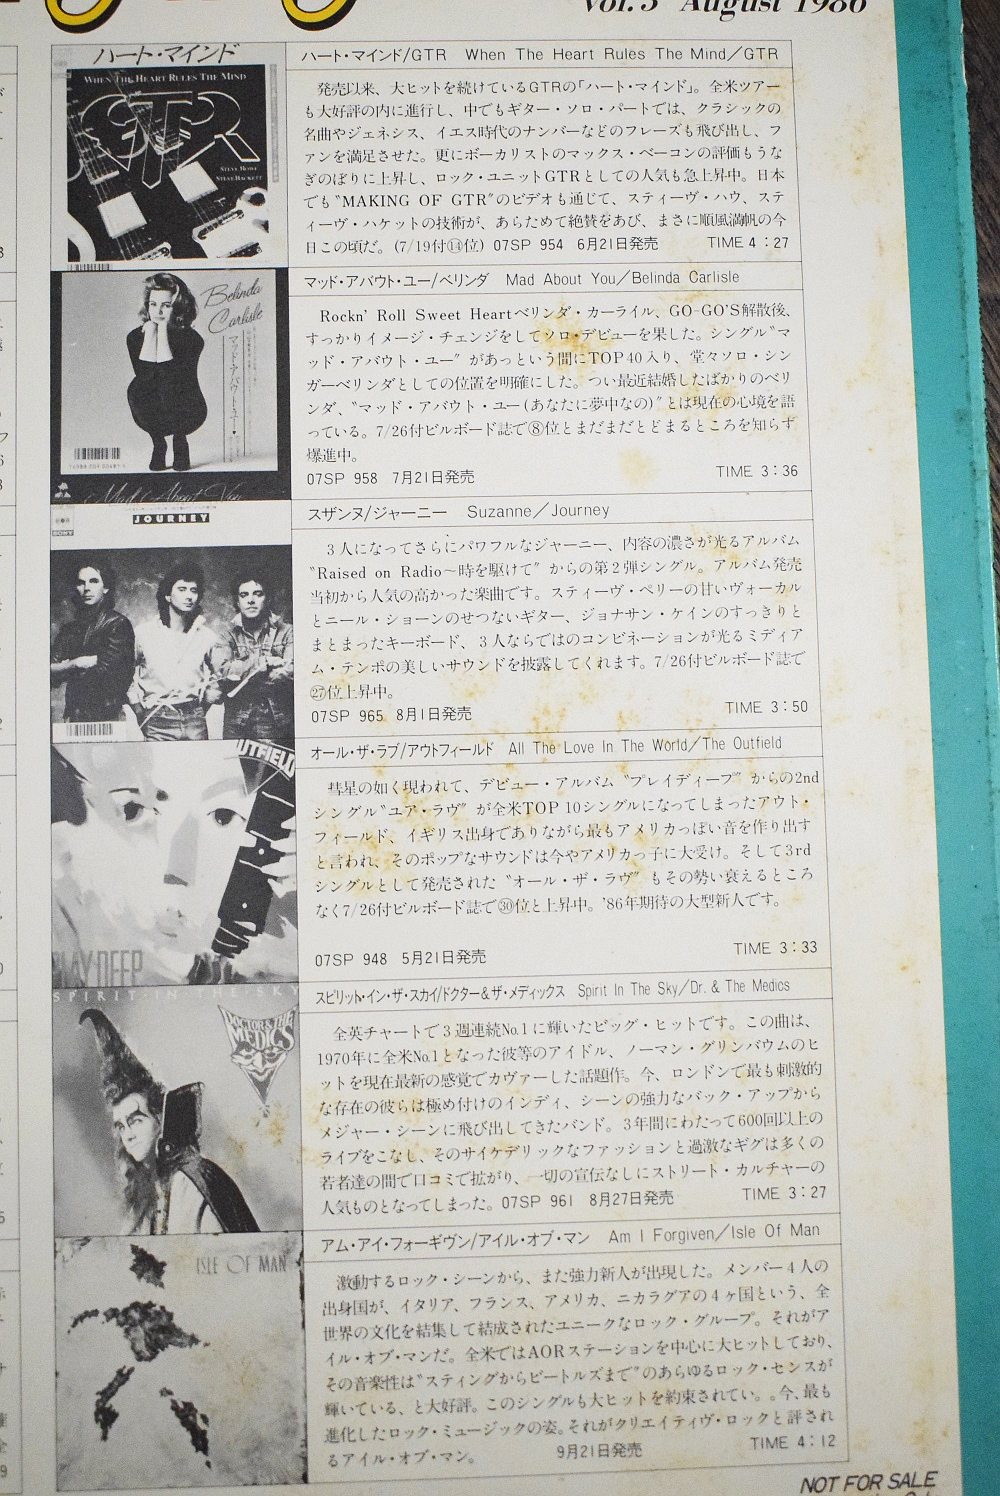 vol. 5 August 1986
ハート・マインド
WHEN THE HEART RULES THE MIND
GTR
STEVE HOWE
STEVE HACKETT
ハート・マインド/GTR When The Heart Rules The Mind/GTR
発売以来、大ヒットを続けているGTRの「ハート・マインド」。全米ツアー
も大好評の内に進行し、中でもギター・ソロ・パートでは、クラシックの
名曲やジェネシス、イエス時代のナンバーなどのフレーズも飛び出し、フ
ァンを満足させた。更にボーカリストのマックス・ベーコンの評価もうな
ぎのぼりに上昇し、ロック・ユニットGTRとしての人気も急上昇中。日本
でも“MAKING OF GTR”のビデオも通じて、スティーヴ・ハウ、ステ
ィーヴ・ハケットの技術が、あらためて絶賛をあび、まさに順風満帆の今
日この頃だ。(7/19付⑭位) 07SP 954 6月21日発売 TIME 4:27
Belinda
Carlisle
マッド・アバウト・ユー
Mad About You
マッド・アバウト・ユー/ベリンダ Mad About You/Belinda Carlisle
Rockn' Roll Sweet Heartベリンダ・カーライル、GO-GO'S解散後、
すっかりイメージ・チェンジをしてソロ・デビューを果した。シングル“マ
ッド・アバウト・ユー”があっという間にTOP40入り、堂々ソロ・シン
ガーベリンダとしての位置を明確にした。つい最近結婚したばかりのベリ
ンダ、“マッド・アバウト・ユー(あなたに夢中なの)”とは現在の心境を語
っている。7/26付ビルボード誌で⑧位とまだまだとどまるところを知らず
爆進中。
07SP 958 7月21日発売 TIME 3:36
JOURNEY
SONY
スザンヌ/ジャーニー Suzanne/Journey
3人になってさらにパワフルなジャーニー、内容の濃さが光るアルバム
“Raised on Radio～時を駆けて”からの第2弾シングル。アルバム発売
当初から人気の高かった楽曲です。スティーヴ・ペリーの甘いヴォーカル
とニール・ショーンのせつないギター、ジョナサン・ケインのすっきりと
まとまったキーボード、3人ならではのコンビネーションが光るミディア
ム・テンポの美しいサウンドを披露してくれます。7/26付ビルボード誌で
㉗位上昇中。
07SP 965 8月1日発売 TIME 3:50
OUTFIELD
PLAY DEEP
オール・ザ・ラブ/アウトフィールド All The Love In The World/The Outfield
彗星の如く現われて、デビュー・アルバム“プレイディープ”からの2nd
シングル“ユア・ラヴ”が全米TOP 10シングルになってしまったアウト・
フィールド、イギリス出身でありながら最もアメリカっぽい音を作り出す
と言われ、そのポップなサウンドは今やアメリカっ子に大受け。そして3rd
シングルとして発売された“オール・ザ・ラヴ”もその勢い衰えるところ
なく7/26付ビルボード誌で㉚位と上昇中。'86年期待の大型新人です。
07SP 948 5月21日発売 TIME 3:33
SPIRIT IN THE SKY
DOCTOR & THE MEDICS
スピリット・イン・ザ・スカイ/ドクター&ザ・メディックス Spirit In The Sky/Dr. & The Medics
全英チャートで3週連続No.1に輝いたビッグ・ヒットです。この曲は、
1970年に全米No.1となった彼等のアイドル、ノーマン・グリンバウムのヒ
ットを現在最新の感覚でカヴァーした話題作。今、ロンドンで最も刺激的
な存在の彼らは極め付けのインディ、シーンの強力なバック・アップから
メジャー・シーンに飛び出してきたバンド。3年間にわたって600回以上の
ライブをこなし、そのサイケデリックなファッションと過激なギグは多くの
若者達の間で口コミで拡がり、一切の宣伝なしにストリート・カルチャーの
人気ものとなってしまった。07SP 961 8月27日発売 TIME 3:27
ISLE OF MAN
アム・アイ・フォーギヴン/アイル・オブ・マン Am I Forgiven/Isle Of Man
激動するロック・シーンから、また強力新人が出現した。メンバー4人の
出身国が、イタリア、フランス、アメリカ、ニカラグアの4ヶ国という、全
世界の文化を結集して結成されたユニークなロック・グループ。それがア
イル・オブ・マンだ。全米ではAORステーションを中心に大ヒットしており、
その音楽性は“スティングからビートルズまで”のあらゆるロック・センスが
輝いている、と大好評。このシングルも大ヒットを約束されてい。。今、最も
進化したロック・ミュージックの姿。それがクリエイティヴ・ロックと評され
るアイル・オブ・マン。 9月21日発売 TIME 4:12
NOT FOR SALE